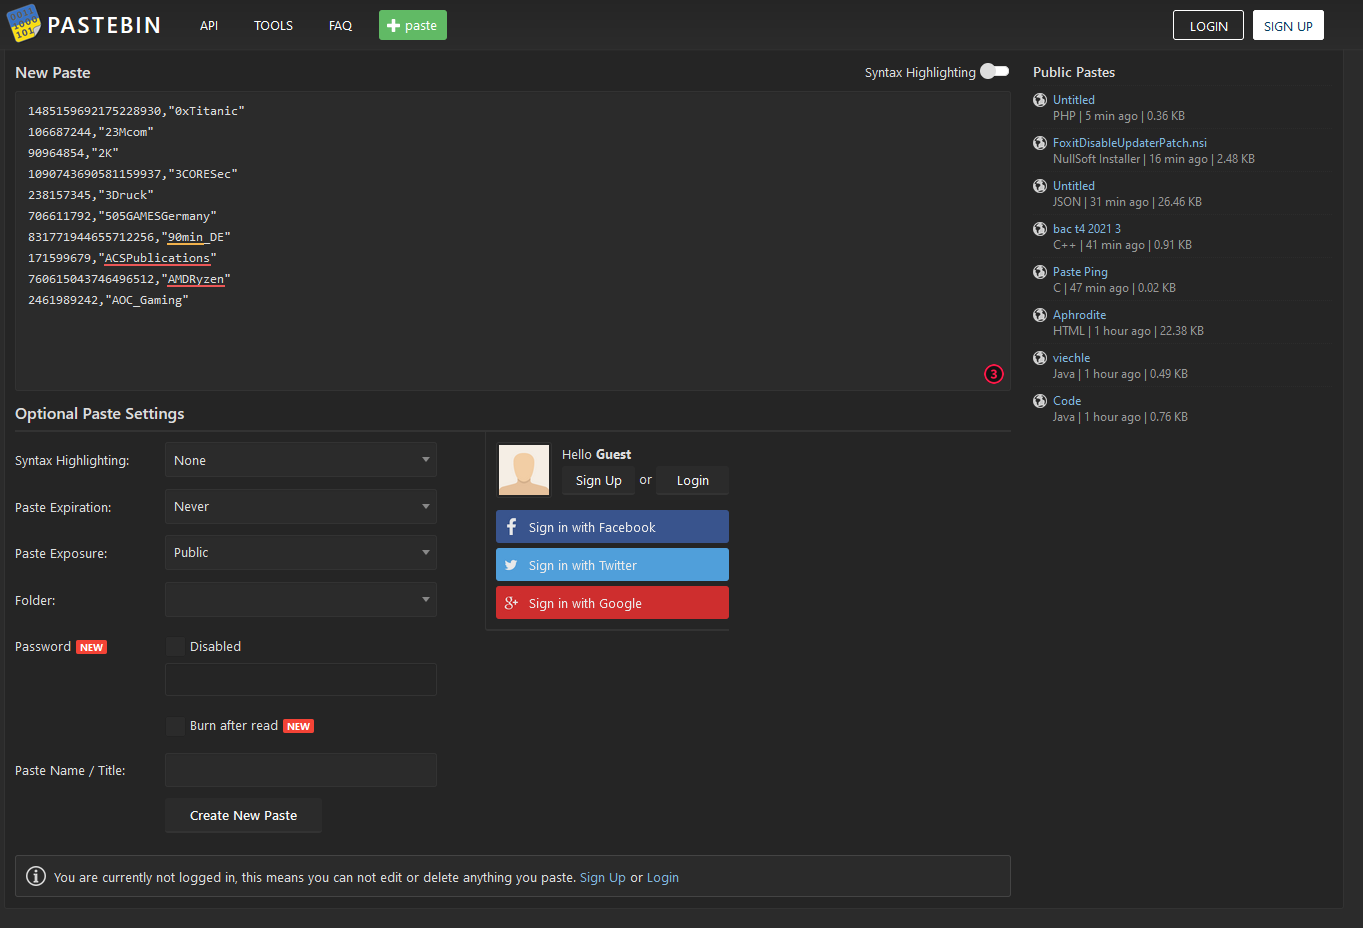 PASTEBIN
API
TOOLS
FAQ
paste
LOGIN
SIGN UP
New Paste
Syntax Highlighting
1485159692175228930,"0xTitanic"
106687244,"23Mcom"
90964854,"2K"
1090743690581159937,"3CORESec"
238157345,"3Druck"
706611792,"505GAMESGermany"
831771944655712256,"90min_DE"
171599679,"ACSPublications"
760615043746496512,"AMDRyzen"
2461989242,"AOC_Gaming"
3
Optional Paste Settings
Syntax Highlighting:
None
Paste Expiration:
Never
Paste Exposure:
Public
Folder:
Password NEW
Disabled
Burn after read NEW
Paste Name / Title:
Create New Paste
Hello Guest
Sign Up or Login
Sign in with Facebook
Sign in with Twitter
Sign in with Google
You are currently not logged in, this means you can not edit or delete anything you paste. Sign Up or Login
Public Pastes
Untitled
PHP | 5 min ago | 0.36 KB
FoxitDisableUpdaterPatch.nsi
NullSoft Installer | 16 min ago | 2.48 KB
Untitled
JSON | 31 min ago | 26.46 KB
bac t4 2021 3
C++ | 41 min ago | 0.91 KB
Paste Ping
C | 47 min ago | 0.02 KB
Aphrodite
HTML | 1 hour ago | 22.38 KB
viechle
Java | 1 hour ago | 0.49 KB
Code
Java | 1 hour ago | 0.76 KB